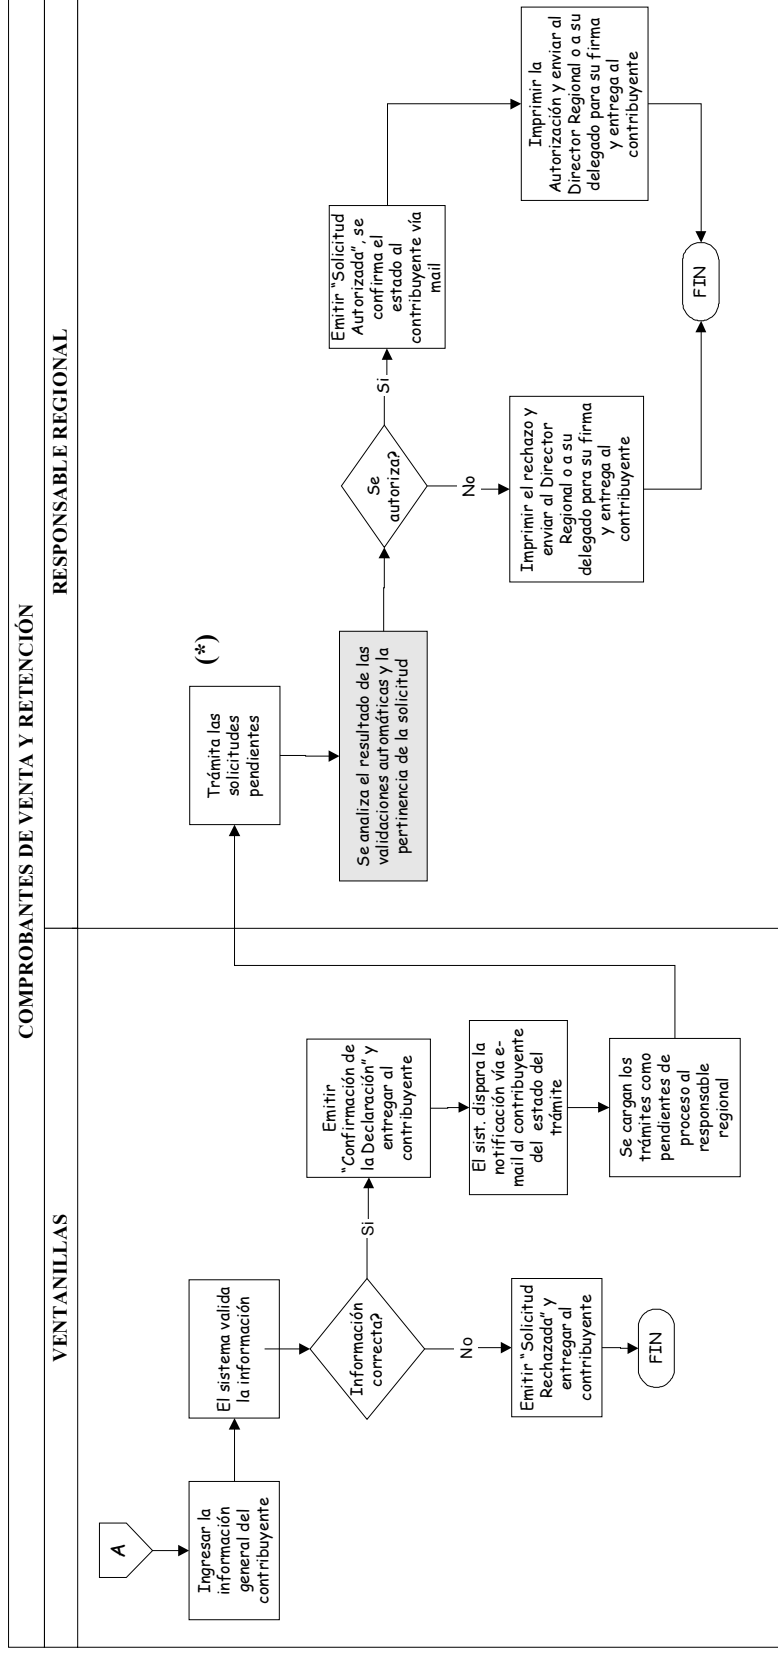 COMPROBANTES DE VENTA Y RETENCIÓN
VENTANILLAS
RESPONSABLE REGIONAL
A
Ingresar la
información
general del
contribuyente
El sistema valida
la información
Información
correcta?
Si
No
Emitir "Solicitud
Rechazada" y
entregar al
contribuyente
FIN
Emitir
"Confirmación de
la Declaración" y
entregar al
contribuyente
El sist. dispara la
notificación vía e-
mail al contribuyente
del estado del
trámite
Se cargan los
trámites como
pendientes de
proceso al
responsable
regional
Trámita las
solicitudes
pendientes
(*)
Se analiza el resultado de las
validaciones automáticas y la
pertinencia de la solicitud
Se
autoriza?
Si
No
Emitir "Solicitud
Autorizada", se
confirma el
estado al
contribuyente vía
mail
Imprimir el rechazo y
enviar al Director
Regional o a su
delegado para su firma
y entrega al
contribuyente
Imprimir la
Autorización y enviar al
Director Regional o a su
delegado para su firma
y entrega al
contribuyente
FIN